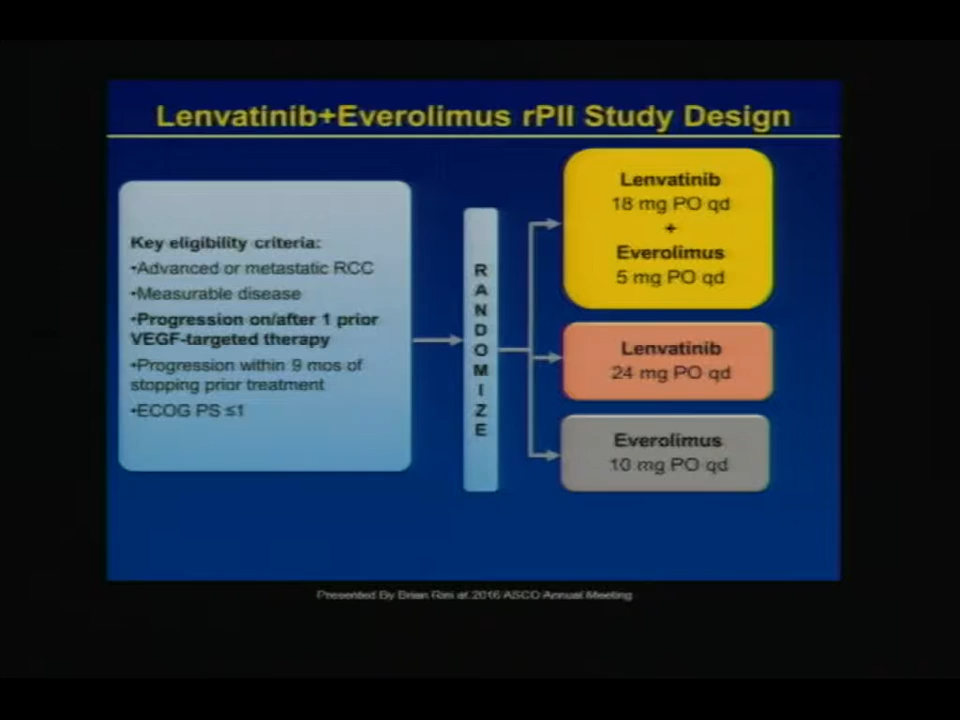 Lenvatinib+Everolimus rPII Study Design
Key eligibility criteria:
•Advanced or metastatic RCC
•Measurable disease
•Progression on/after 1 prior
VEGF-targeted therapy
•Progression within 9 mos of
stopping prior treatment
•ECOG PS ≤1
R
A
N
D
O
M
I
Z
E
Lenvatinib
18 mg PO qd
+
Everolimus
5 mg PO qd
Lenvatinib
24 mg PO qd
Everolimus
10 mg PO qd
Presented By Brian Rini at 2016 ASCO Annual Meeting